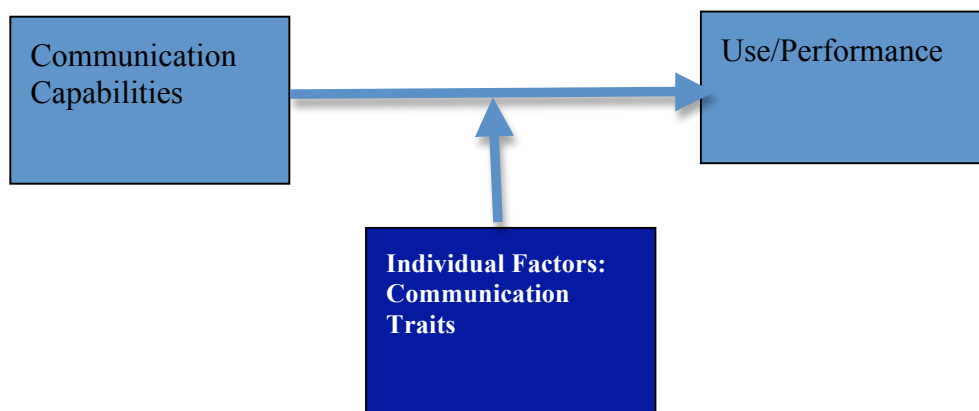 Communication
Capabilities
Use/Performance
Individual Factors:
Communication
Traits